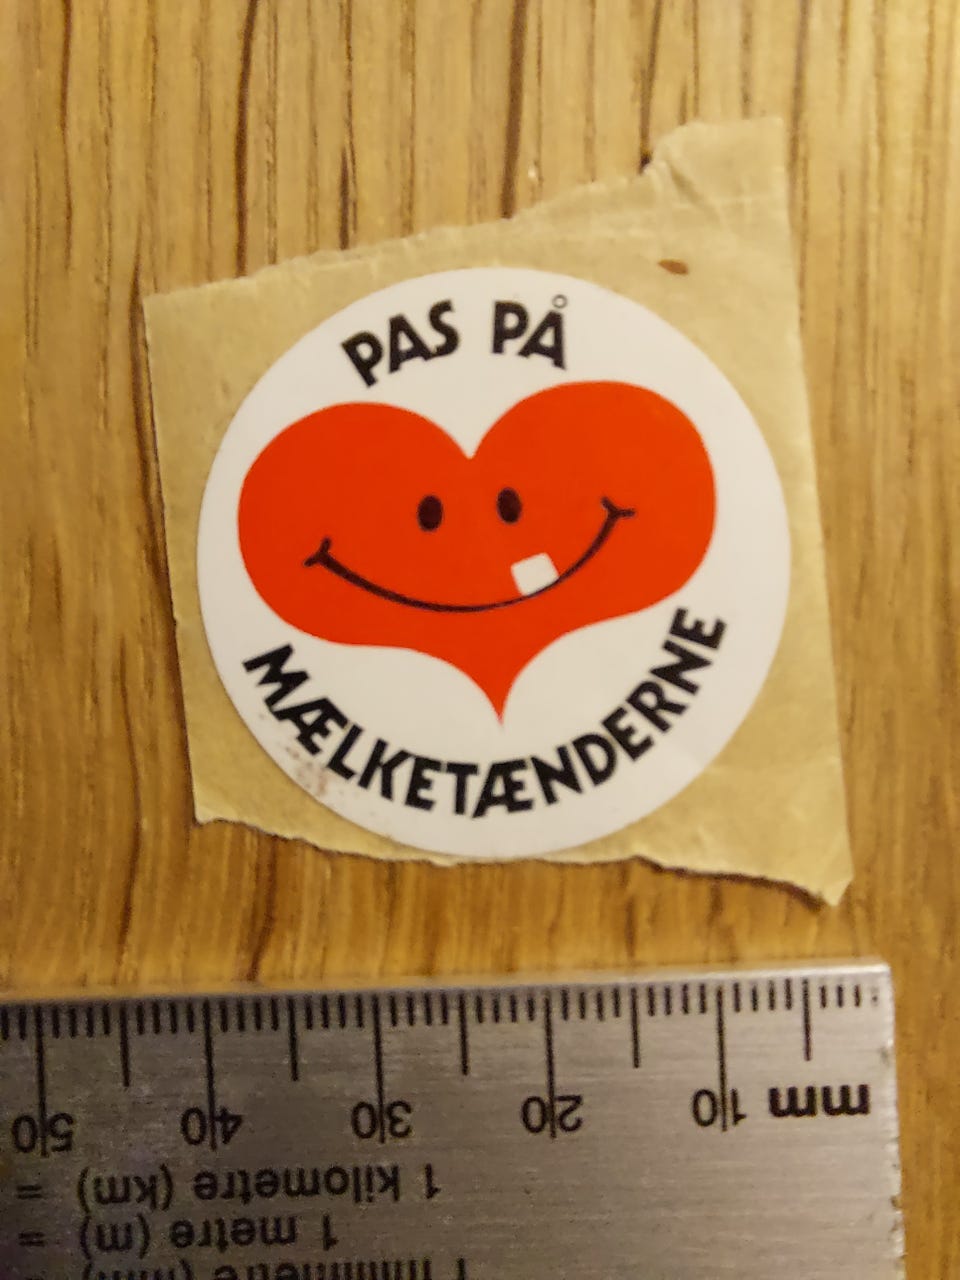 PAS PÅ
MÆLKETÆNDERNE
mm 10 20 30 40 50
1 kilometre (km) =
1 metre (m) =